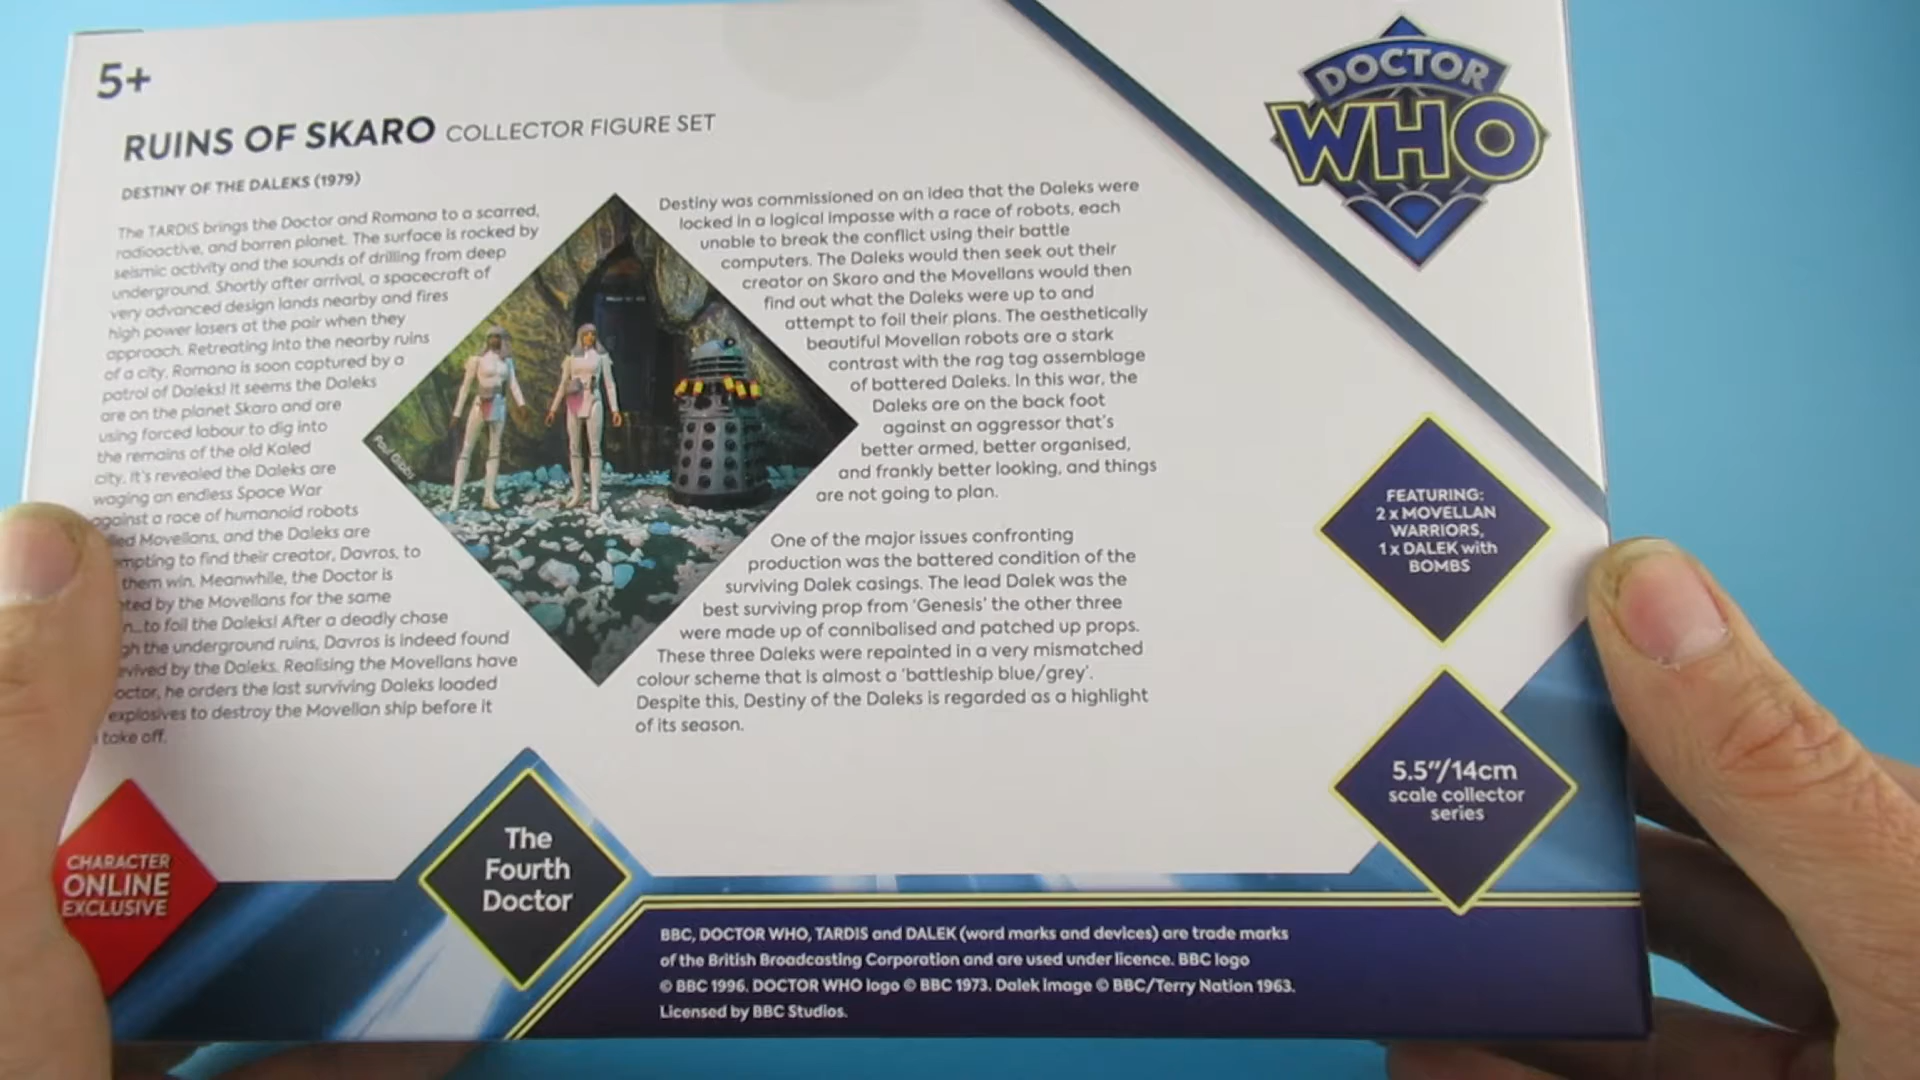 5+
RUINS OF SKARO COLLECTOR FIGURE SET
DESTINY OF THE DALEKS (1979)
The TARDIS brings the Doctor and Romana to a scarred,
radioactive, and barren planet. The surface is rocked by
seismic activity and the sounds of drilling from deep
underground. Shortly after arrival, a spacecraft of
very advanced design lands nearby and fires
high power lasers at the pair when they
approach. Retreating into the nearby ruins
of a city, Romana is soon captured by a
patrol of Daleks! It seems the Daleks
are on the planet Skaro and are
using forced labour to dig into
the remains of the old Kaled
city. It's revealed the Daleks are
waging an endless Space War
against a race of humanoid robots
Movellans, and the Daleks are
to find their creator, Davros, to
them win. Meanwhile, the Doctor is
by the Movellans for the same
to foil the Daleks! After a deadly chase
the underground ruins, Davros is indeed found
by the Daleks. Realising the Movellans have
he orders the last surviving Daleks loaded
explosives to destroy the Movellan ship before it
take off.
Paul Gibbs
Destiny was commissioned on an idea that the Daleks were
locked in a logical impasse with a race of robots, each
unable to break the conflict using their battle
computers. The Daleks would then seek out their
creator on Skaro and the Movellans would then
find out what the Daleks were up to and
attempt to foil their plans. The aesthetically
beautiful Movellan robots are a stark
contrast with the rag tag assemblage
of battered Daleks. In this war, the
Daleks are on the back foot
against an aggressor that's
better armed, better organised,
and frankly better looking, and things
are not going to plan.
One of the major issues confronting
production was the battered condition of the
surviving Dalek casings. The lead Dalek was the
best surviving prop from 'Genesis' the other three
were made up of cannibalised and patched up props.
These three Daleks were repainted in a very mismatched
colour scheme that is almost a 'battleship blue/grey'.
Despite this, Destiny of the Daleks is regarded as a highlight
of its season.
DOCTOR
WHO
FEATURING:
2 x MOVELLAN
WARRIORS,
1 x DALEK with
BOMBS
5.5"/14cm
scale collector
series
CHARACTER
ONLINE
EXCLUSIVE
The
Fourth
Doctor
BBC, DOCTOR WHO, TARDIS and DALEK (word marks and devices) are trade marks
of the British Broadcasting Corporation and are used under licence. BBC logo
© BBC 1996. DOCTOR WHO logo © BBC 1973. Dalek image © BBC/Terry Nation 1963.
Licensed by BBC Studios.